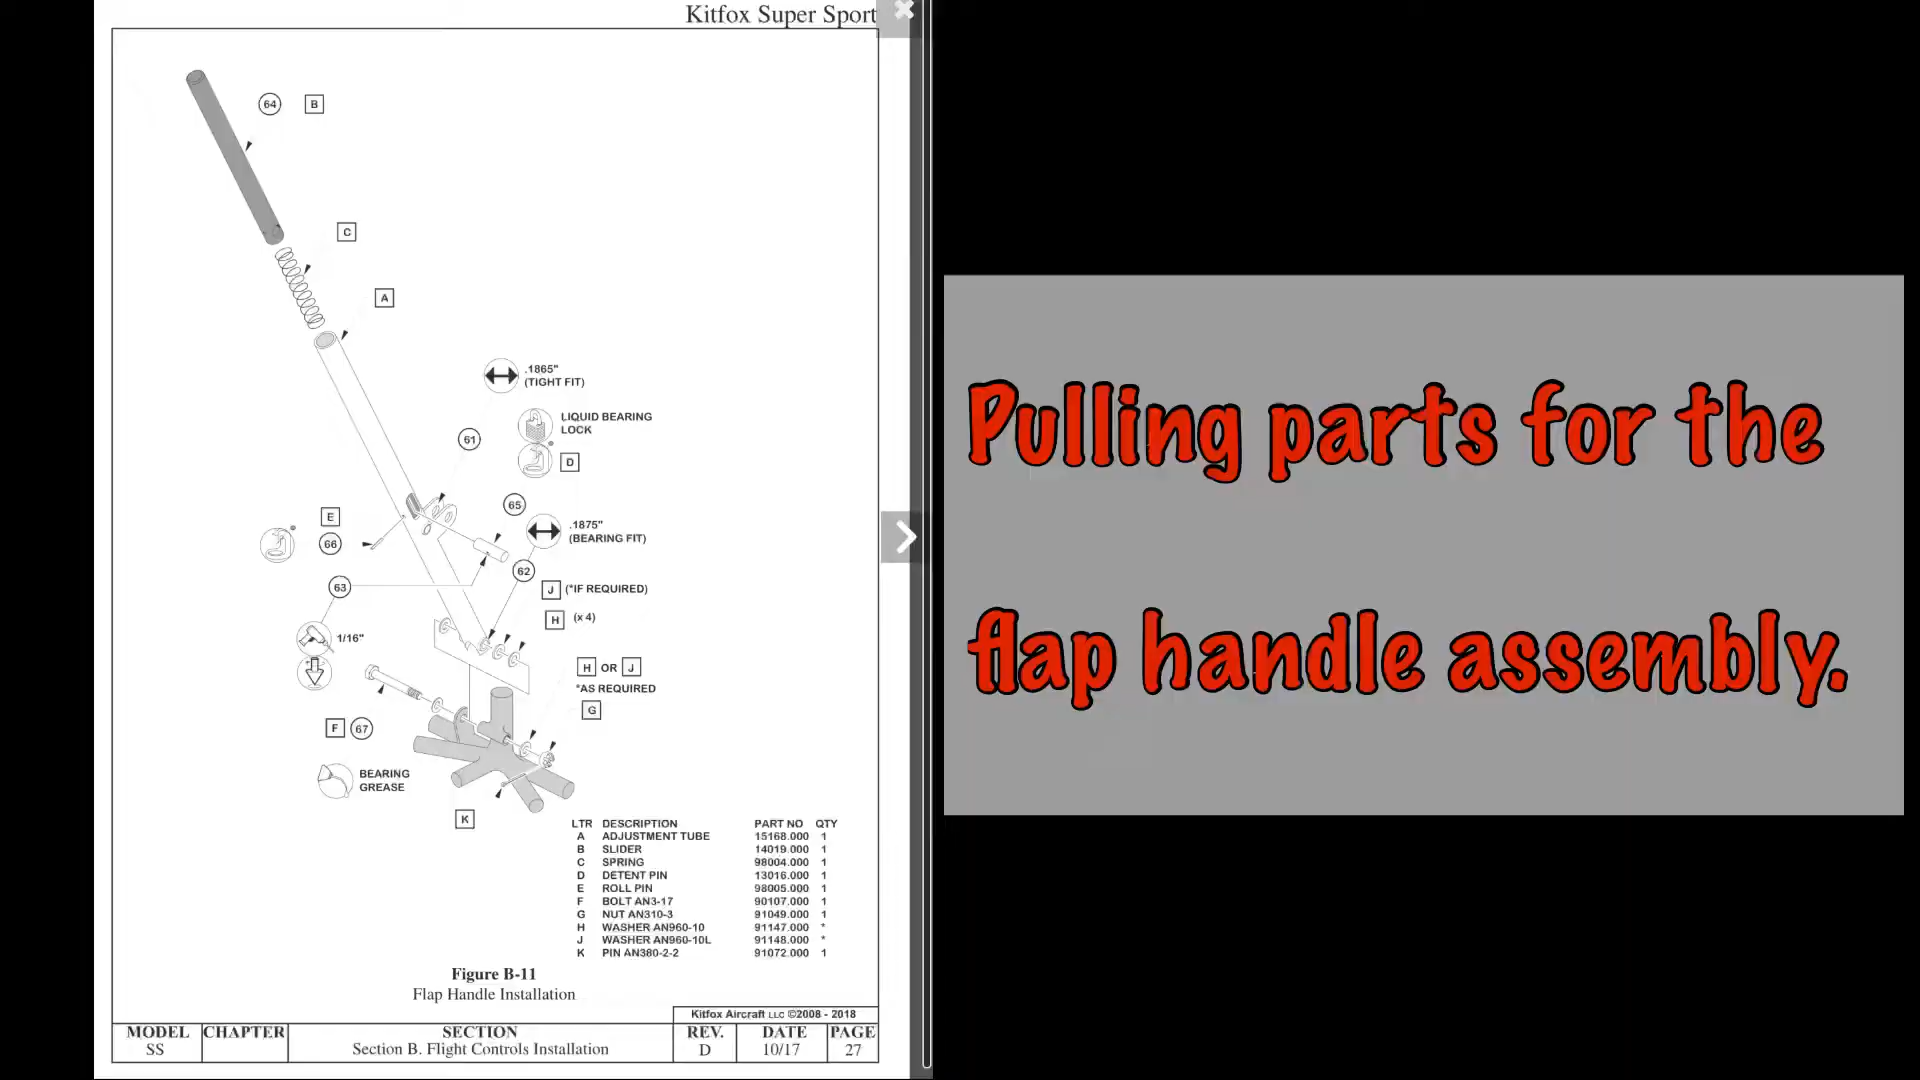 Kitfox Super Sport
64 B
C
A
.1865"
(TIGHT FIT)
LIQUID BEARING
LOCK
61
D
65
E
.1875"
(BEARING FIT)
66
62
63
J (*IF REQUIRED)
H (x 4)
1/16"
H OR J
*AS REQUIRED
G
F 67
BEARING
GREASE
K
LTR DESCRIPTION PART NO QTY
A ADJUSTMENT TUBE 15168.000 1
B SLIDER 14019.000 1
C SPRING 98004.000 1
D DETENT PIN 13016.000 1
E ROLL PIN 98005.000 1
F BOLT AN3-17 90107.000 1
G NUT AN310-3 91049.000 1
H WASHER AN960-10 91147.000 *
J WASHER AN960-10L 91148.000 *
K PIN AN380-2-2 91072.000 1
Figure B-11
Flap Handle Installation
Kitfox Aircraft LLC ©2008 - 2018
MODEL CHAPTER SECTION REV. DATE PAGE
SS Section B. Flight Controls Installation D 10/17 27
Pulling parts for the
flap handle assembly.